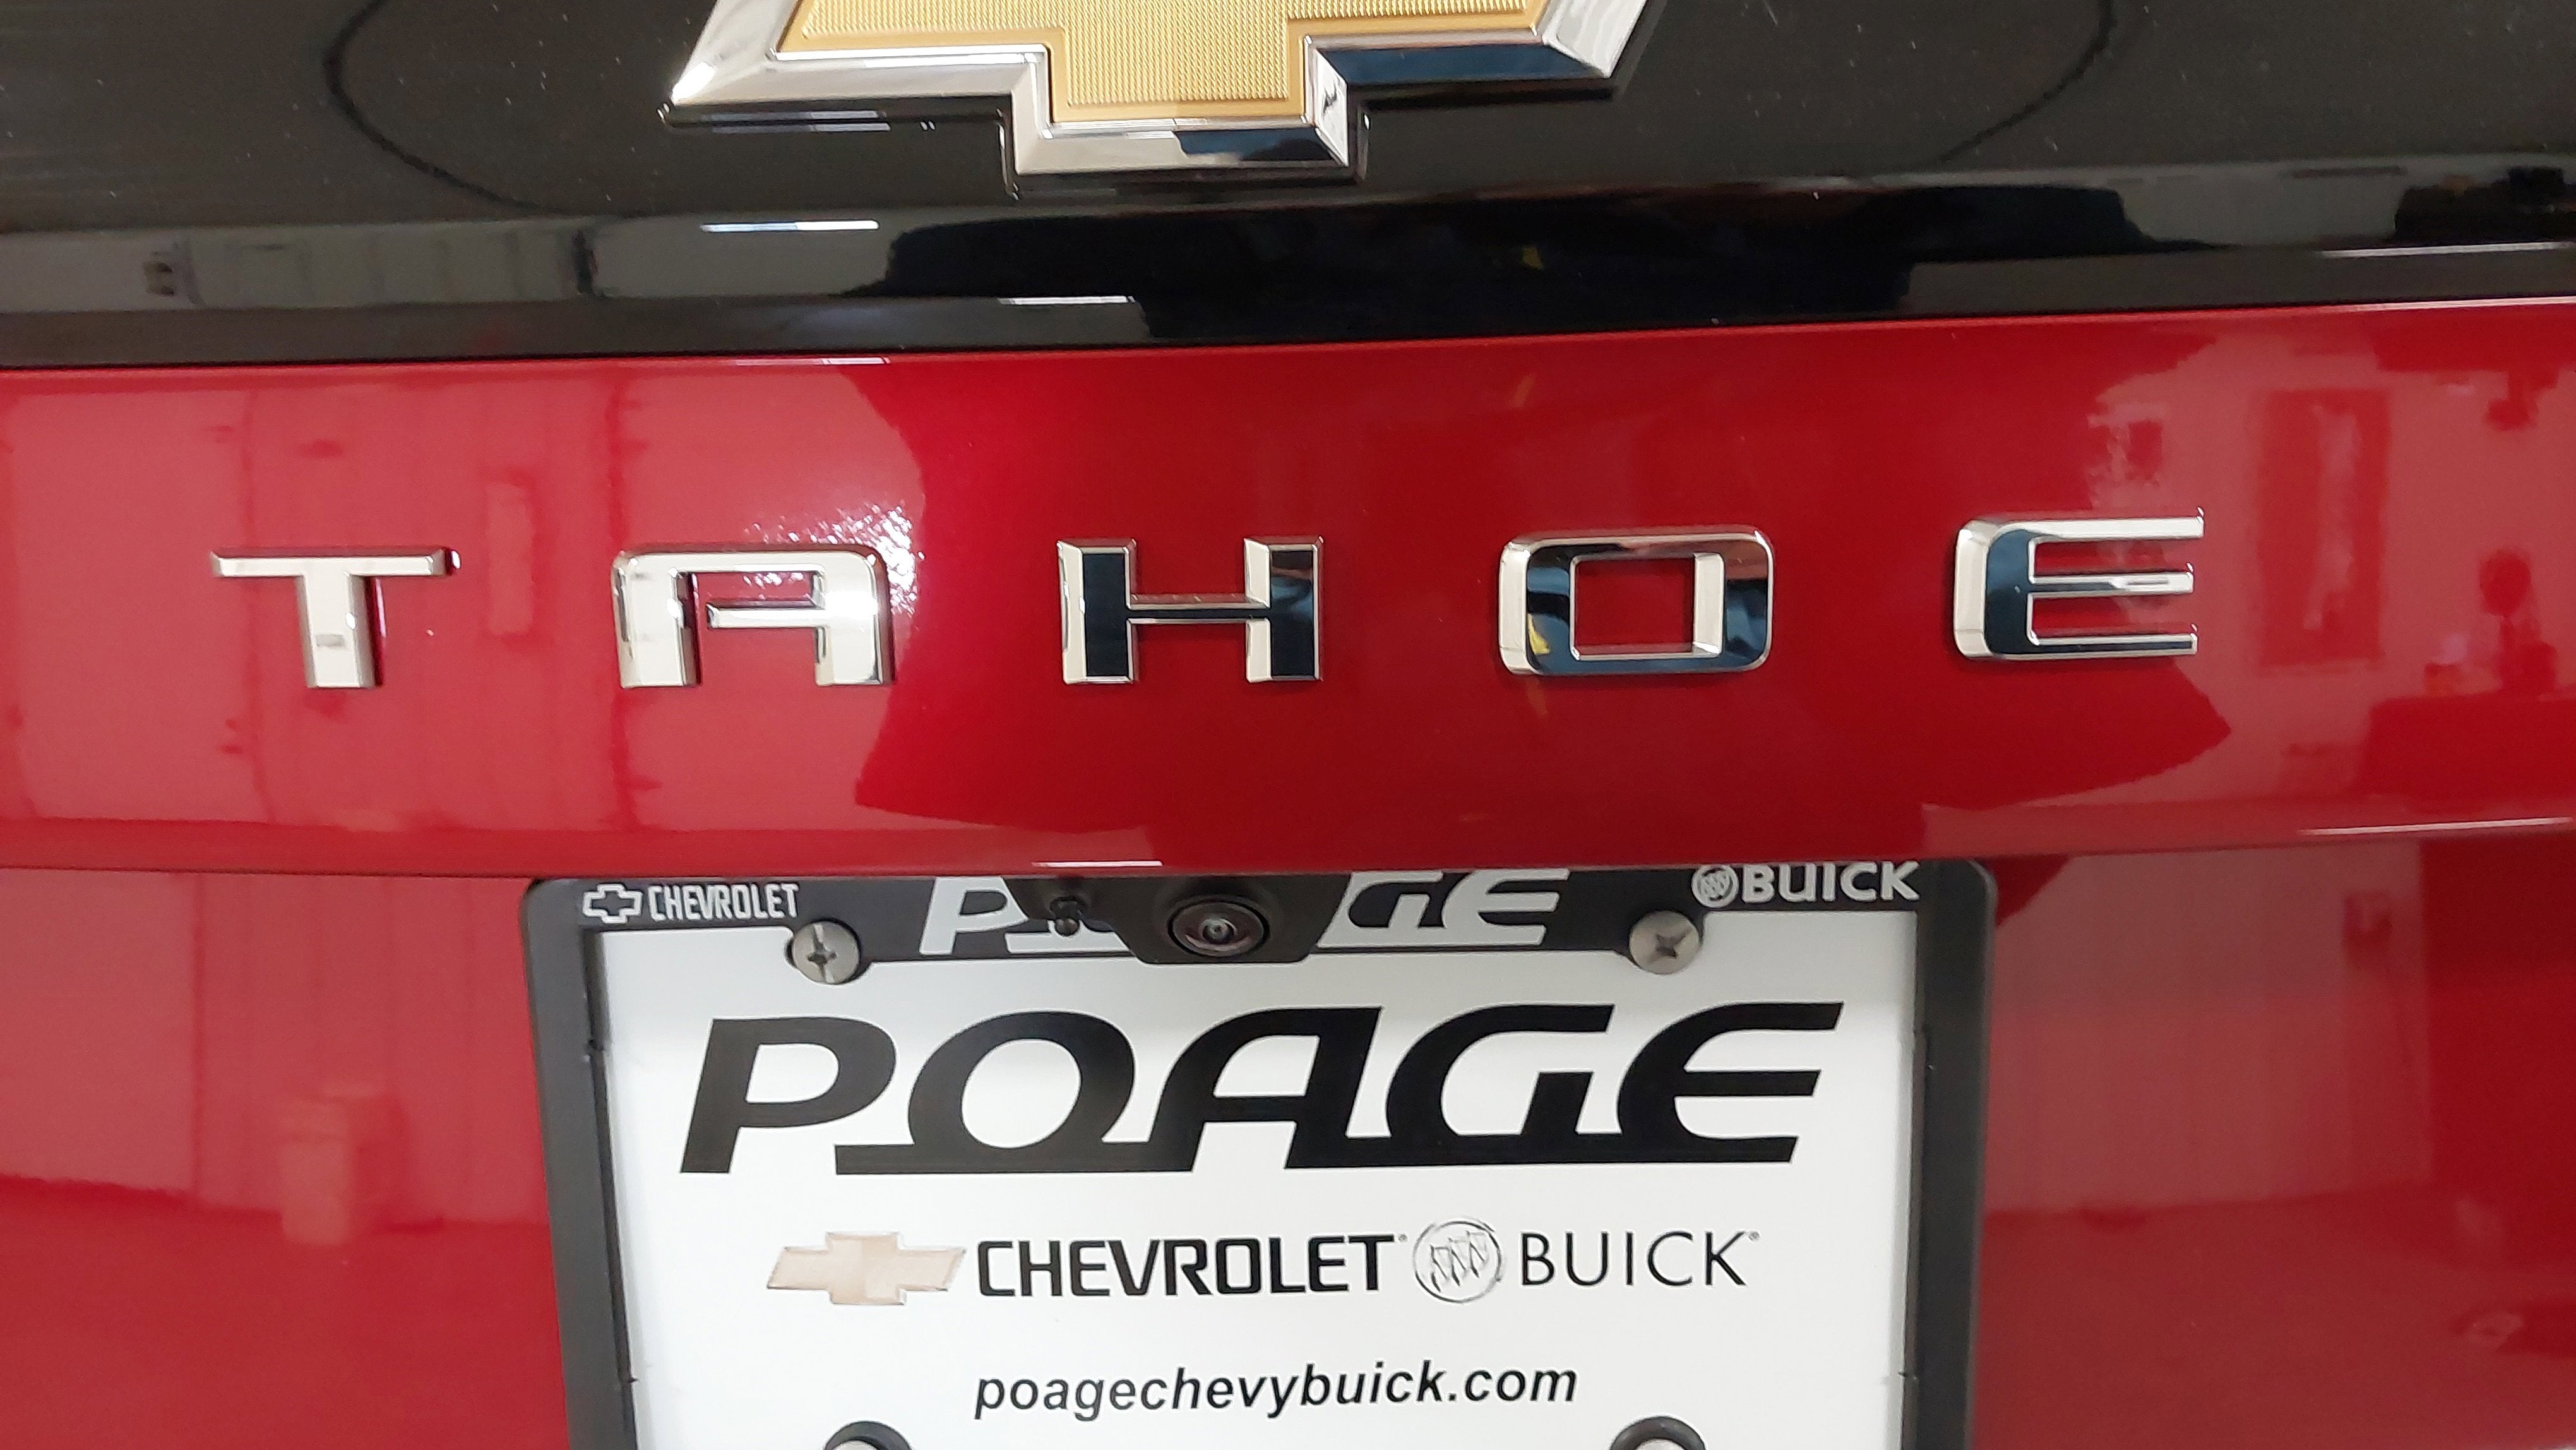 TAHOE
CHEVROLET POAGE BUICK
POAGE
CHEVROLET BUICK
poagechevybuick.com